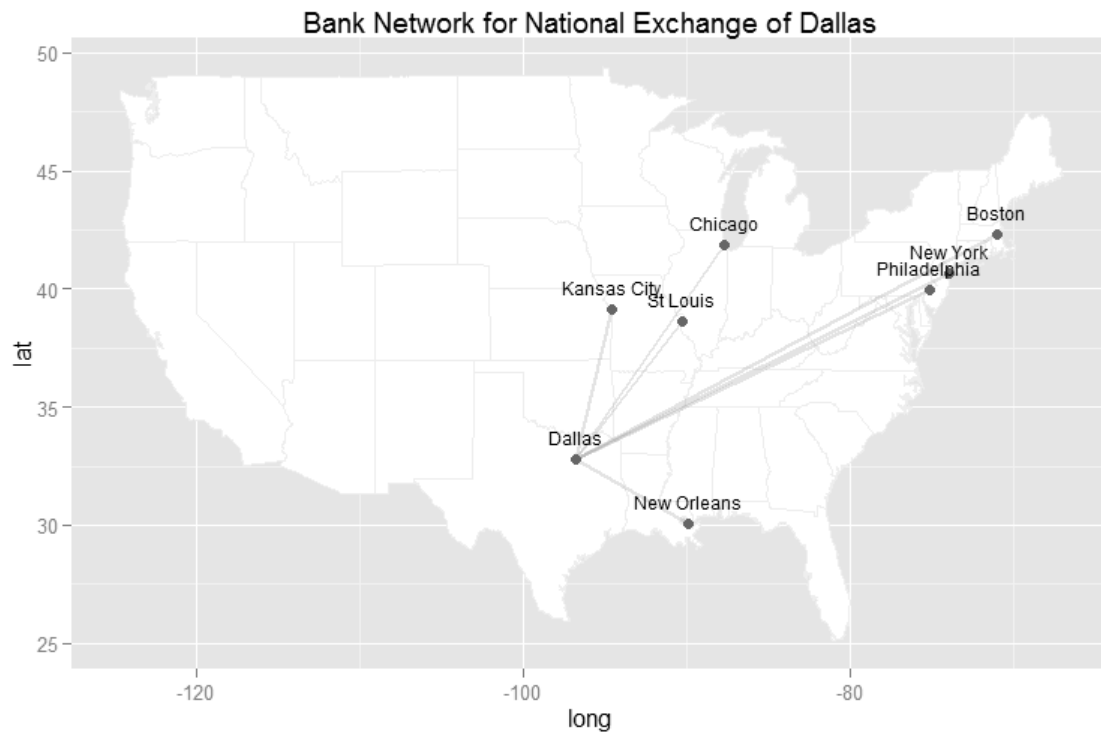 Bank Network for National Exchange of Dallas
50
45
40
35
30
25
lat
Boston
Chicago
New York
Philadelphia
Kansas City
St Louis
Dallas
New Orleans
-120
-100
-80
long